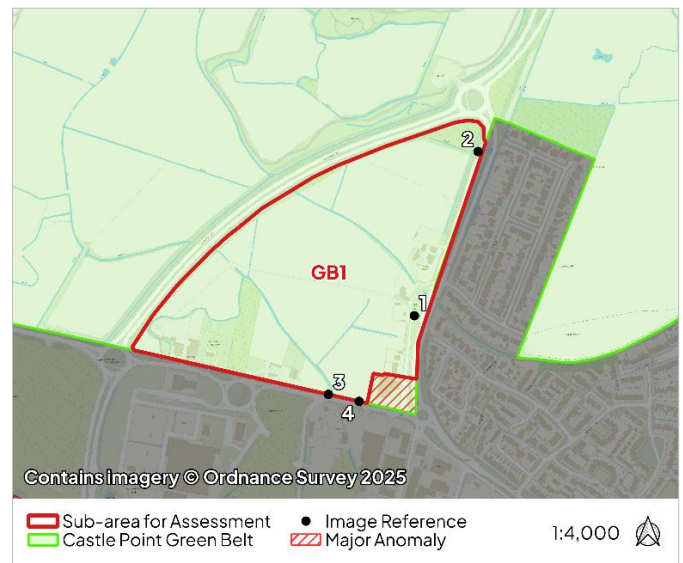 2
GB1
1
3
4
Contains imagery © Ordnance Survey 2025
Sub-area for Assessment
Image Reference
Castle Point Green Belt
Major Anomaly
1:4,000